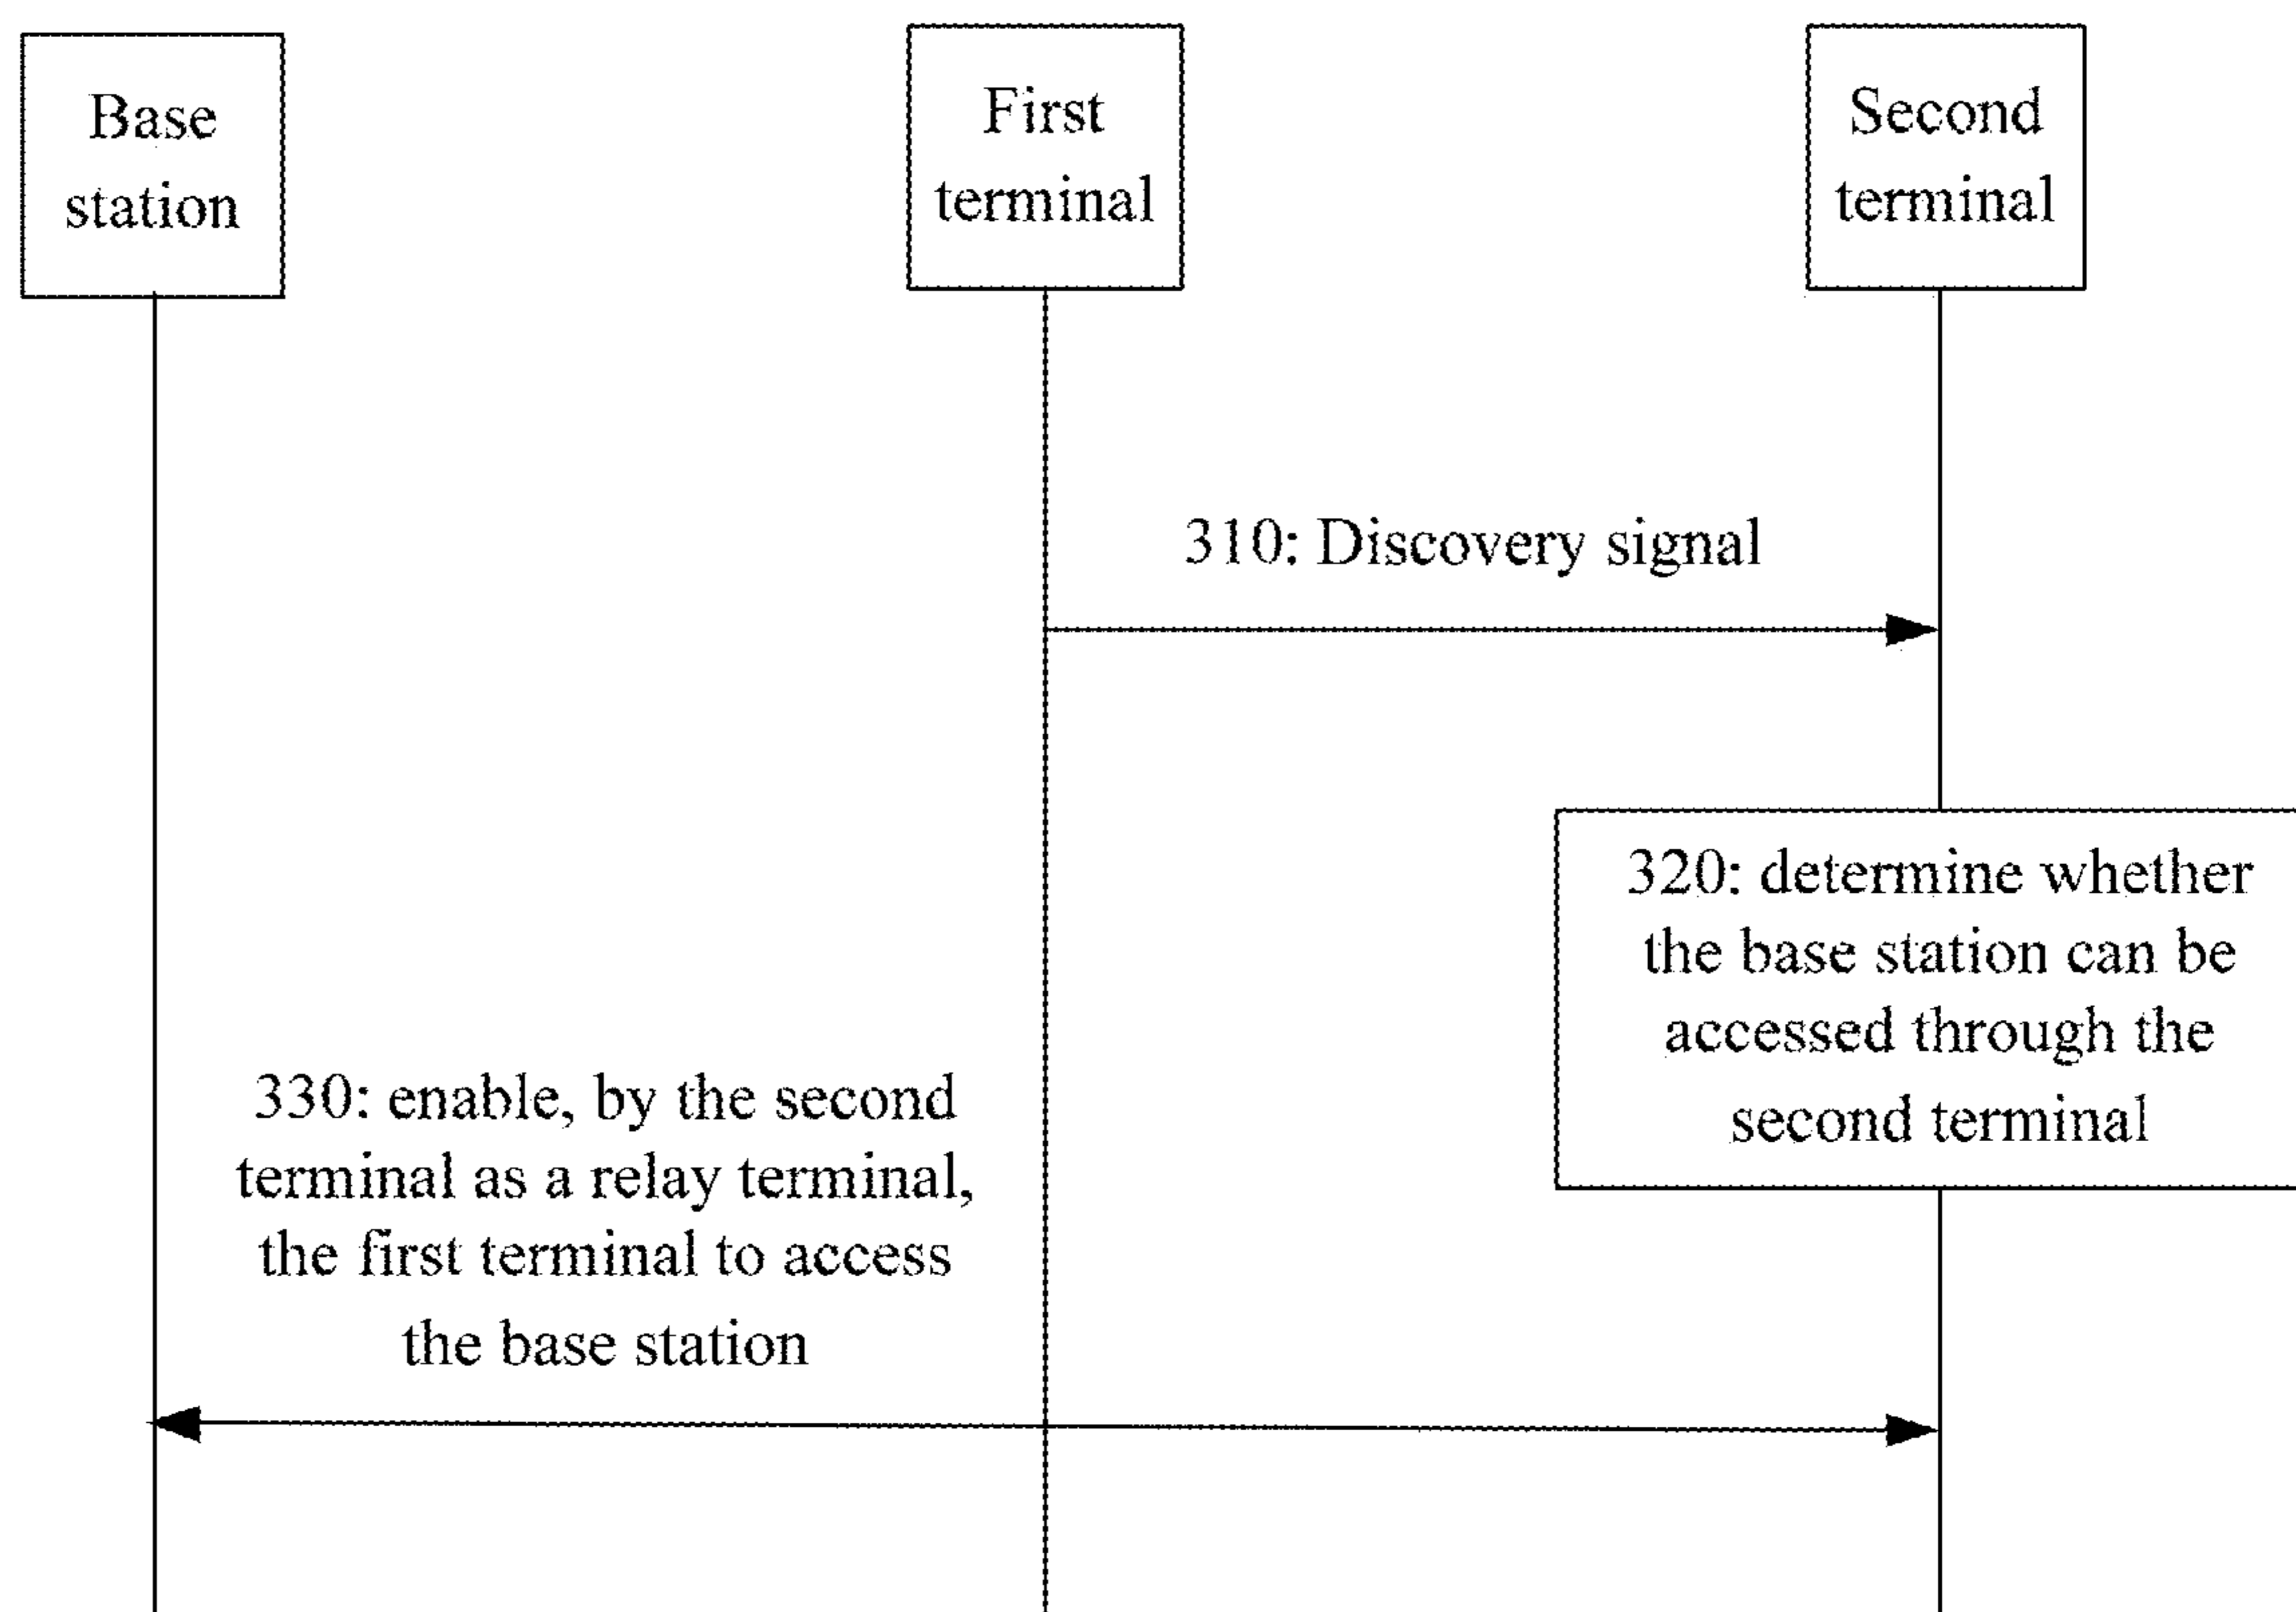 Base
station
First
terminal
Second
terminal
310: Discovery signal
320: determine whether
the base station can be
accessed through the
second terminal
330: enable, by the second
terminal as a relay terminal,
the first terminal to access
the base station